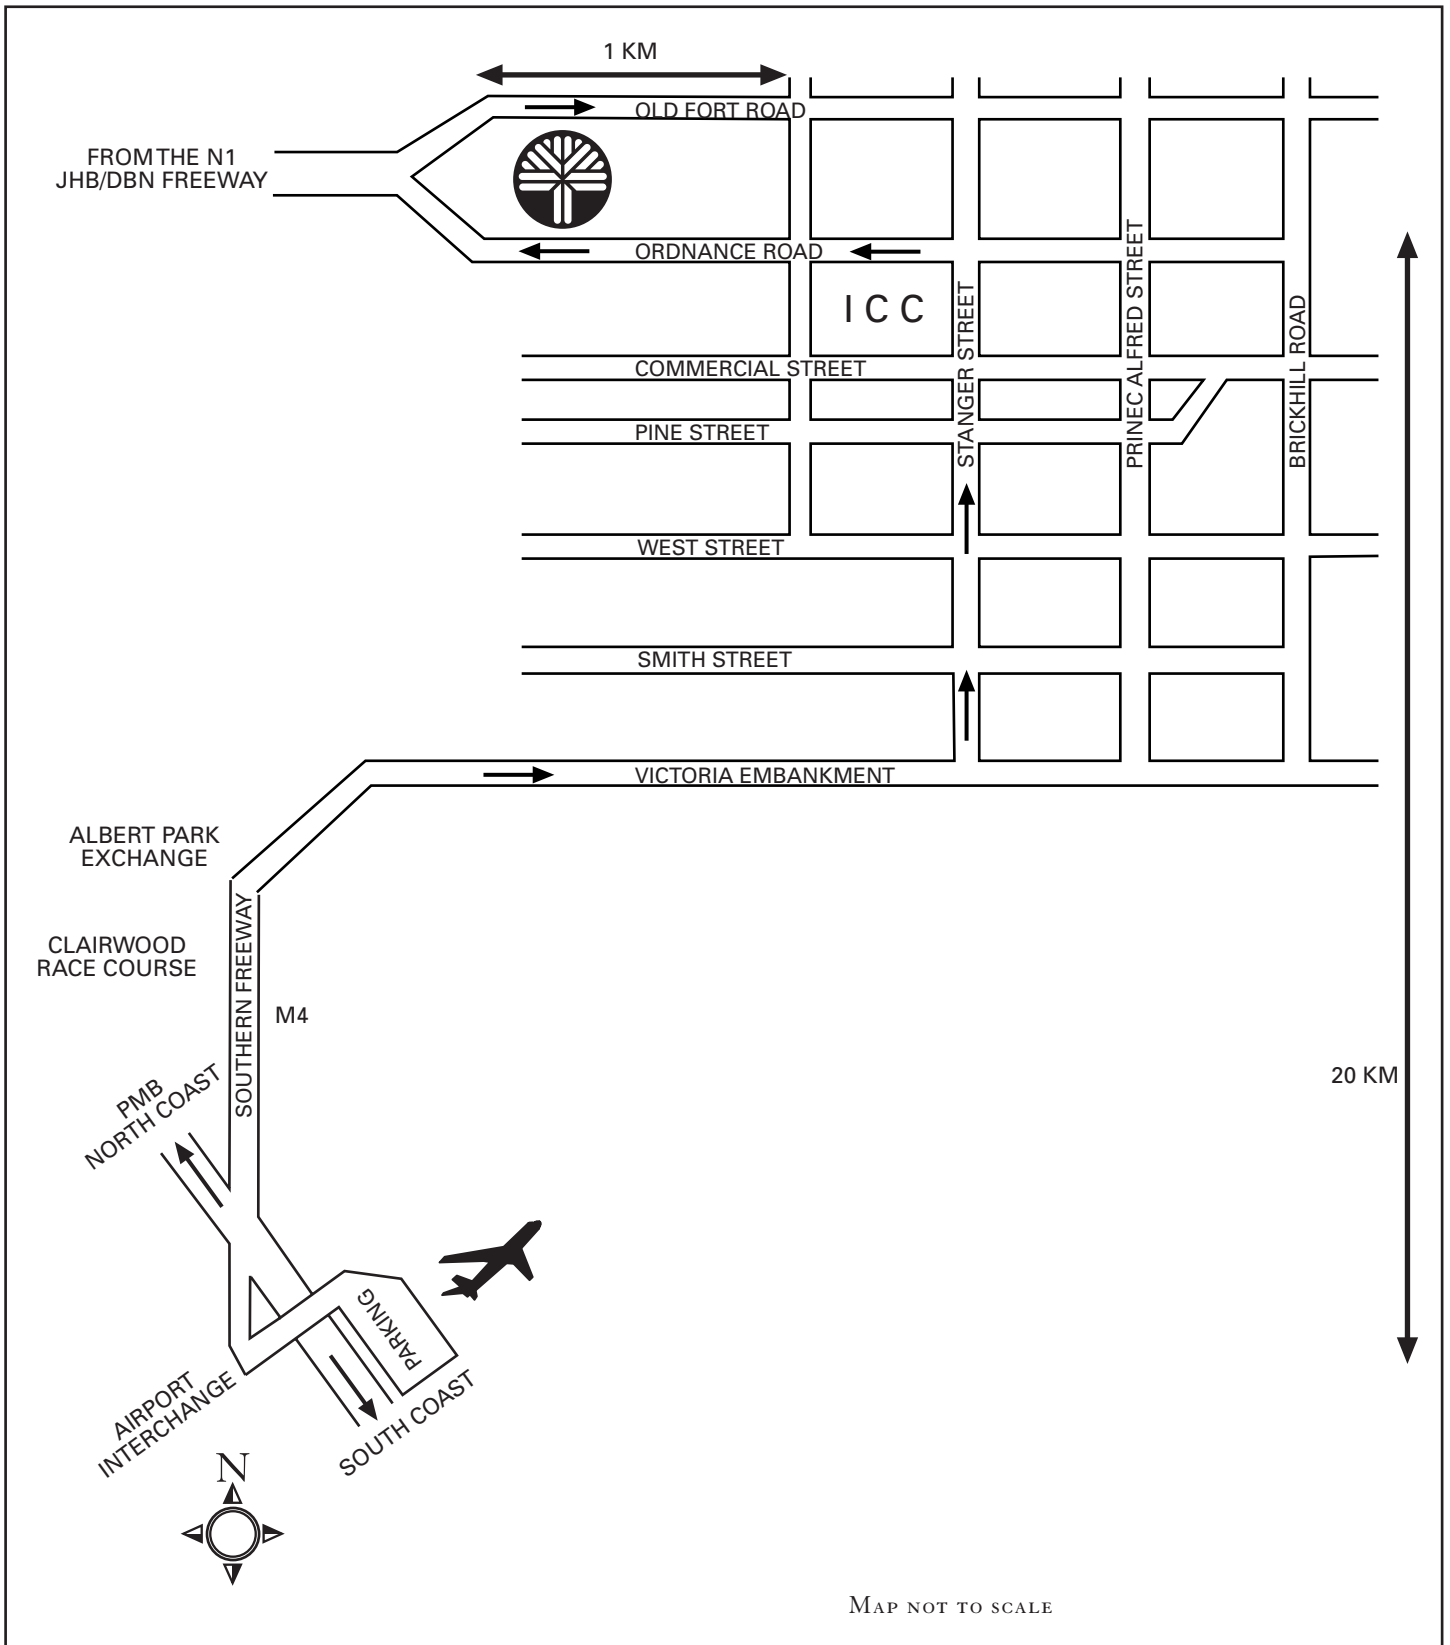 1 KM
OLD FORT ROAD
FROM THE N1
JHB/DBN FREEWAY
ORDNANCE ROAD
I C C
STANGER STREET
PRINEC ALFRED STREET
BRICKHILL ROAD
COMMERCIAL STREET
PINE STREET
WEST STREET
SMITH STREET
VICTORIA EMBANKMENT
ALBERT PARK
EXCHANGE
CLAIRWOOD
RACE COURSE
SOUTHERN FREEWAY
M4
20 KM
PMB
NORTH COAST
PARKING
AIRPORT
INTERCHANGE
SOUTH COAST
N
MAP NOT TO SCALE